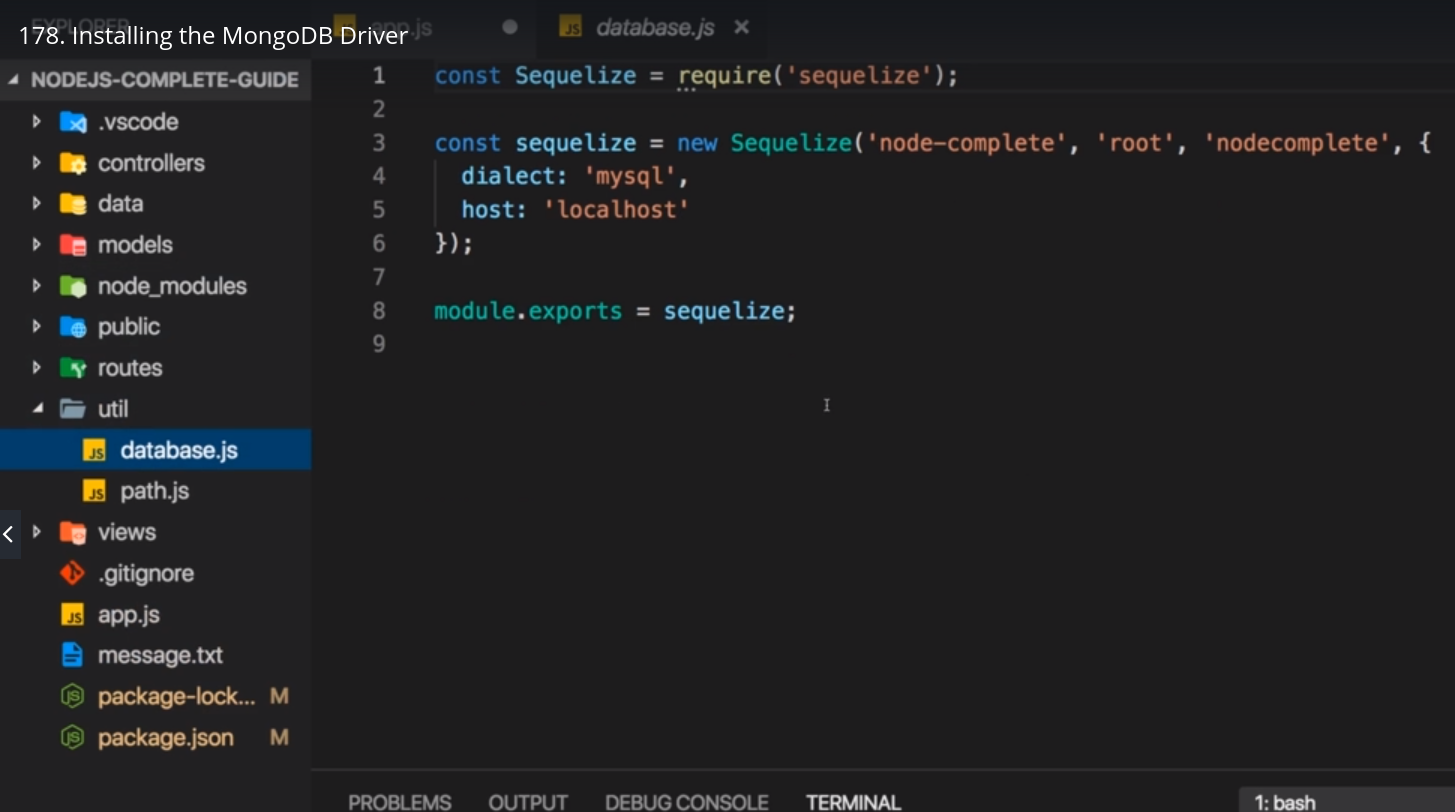 EXPLORER
178. Installing the MongoDB Driver
app.js
database.js
NODEJS-COMPLETE-GUIDE
.vscode
controllers
data
models
node_modules
public
routes
util
database.js
path.js
views
.gitignore
app.js
message.txt
package-lock... M
package.json M
1 const Sequelize = require('sequelize');
2
3 const sequelize = new Sequelize('node-complete', 'root', 'nodecomplete', {
4 dialect: 'mysql',
5 host: 'localhost'
6 });
7
8 module.exports = sequelize;
9
PROBLEMS OUTPUT DEBUG CONSOLE TERMINAL 1: bash